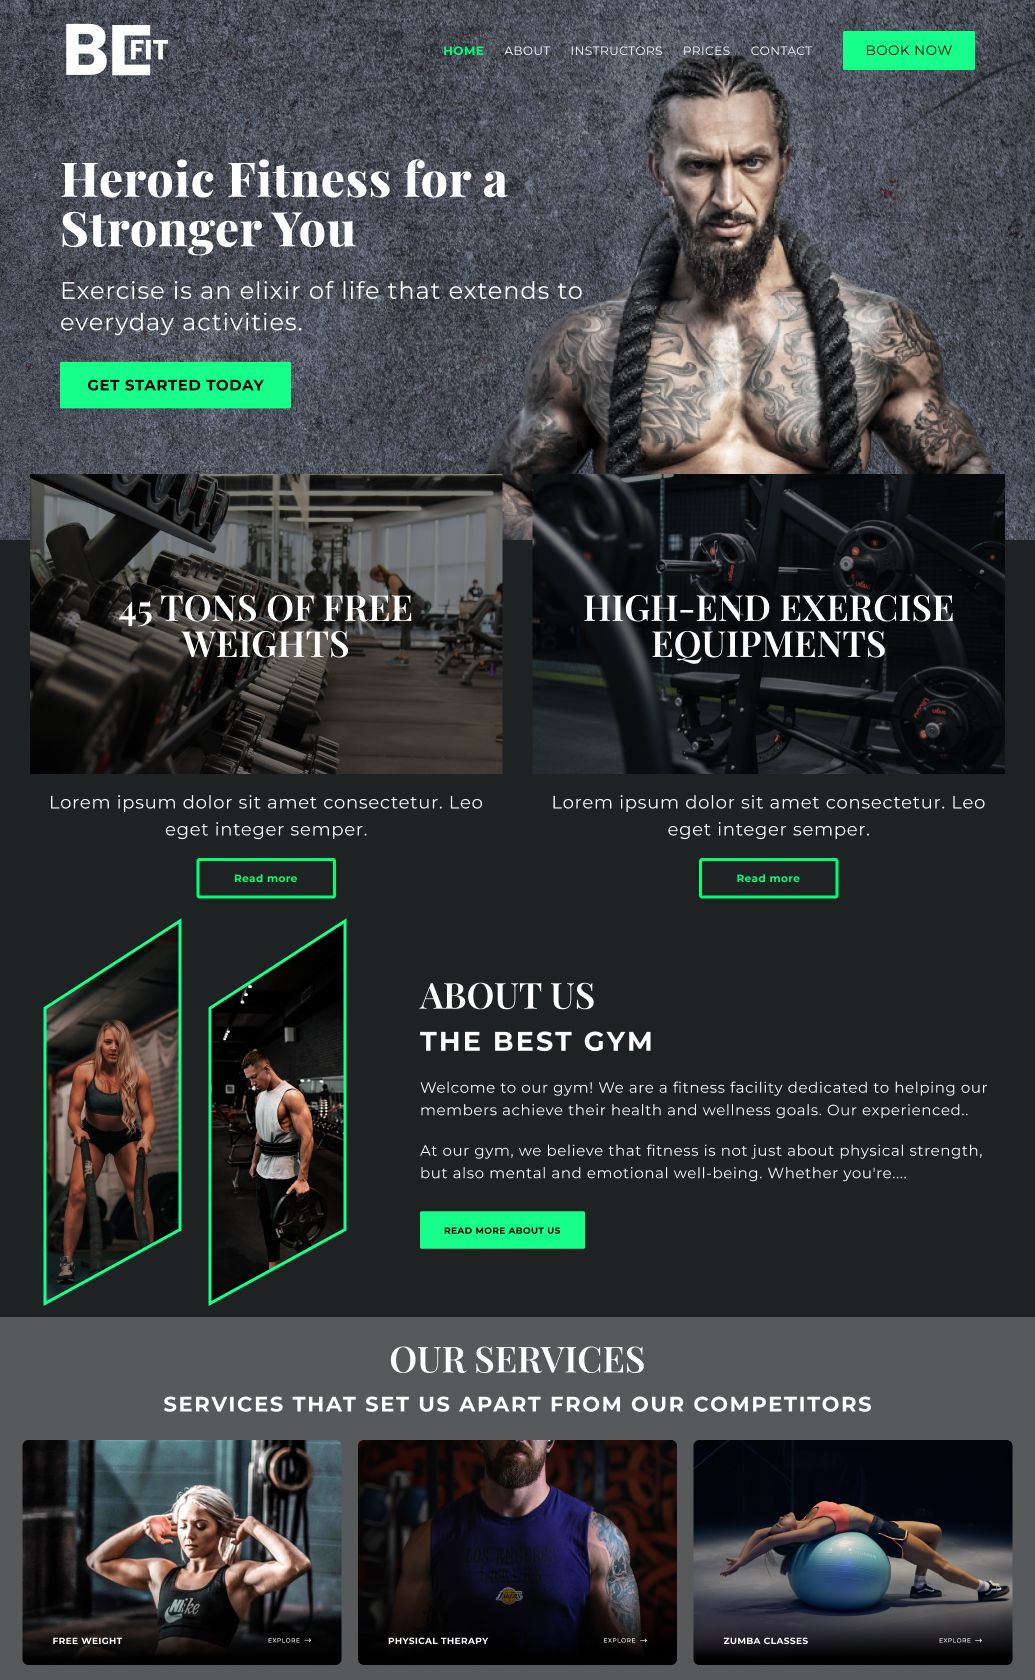 BE FIT
HOME ABOUT INSTRUCTORS PRICES CONTACT BOOK NOW
Heroic Fitness for a
Stronger You
Exercise is an elixir of life that extends to
everyday activities.
GET STARTED TODAY
45 TONS OF FREE
WEIGHTS
Lorem ipsum dolor sit amet consectetur. Leo
eget integer semper.
Read more
HIGH-END EXERCISE
EQUIPMENTS
Lorem ipsum dolor sit amet consectetur. Leo
eget integer semper.
Read more
ABOUT US
THE BEST GYM
Welcome to our gym! We are a fitness facility dedicated to helping our
members achieve their health and wellness goals. Our experienced..
At our gym, we believe that fitness is not just about physical strength,
but also mental and emotional well-being. Whether you're....
READ MORE ABOUT US
OUR SERVICES
SERVICES THAT SET US APART FROM OUR COMPETITORS
Nike
FREE WEIGHT
EXPLORE →
LOS ANGELES
LAKERS
PHYSICAL THERAPY
EXPLORE →
ZUMBA CLASSES
EXPLORE →